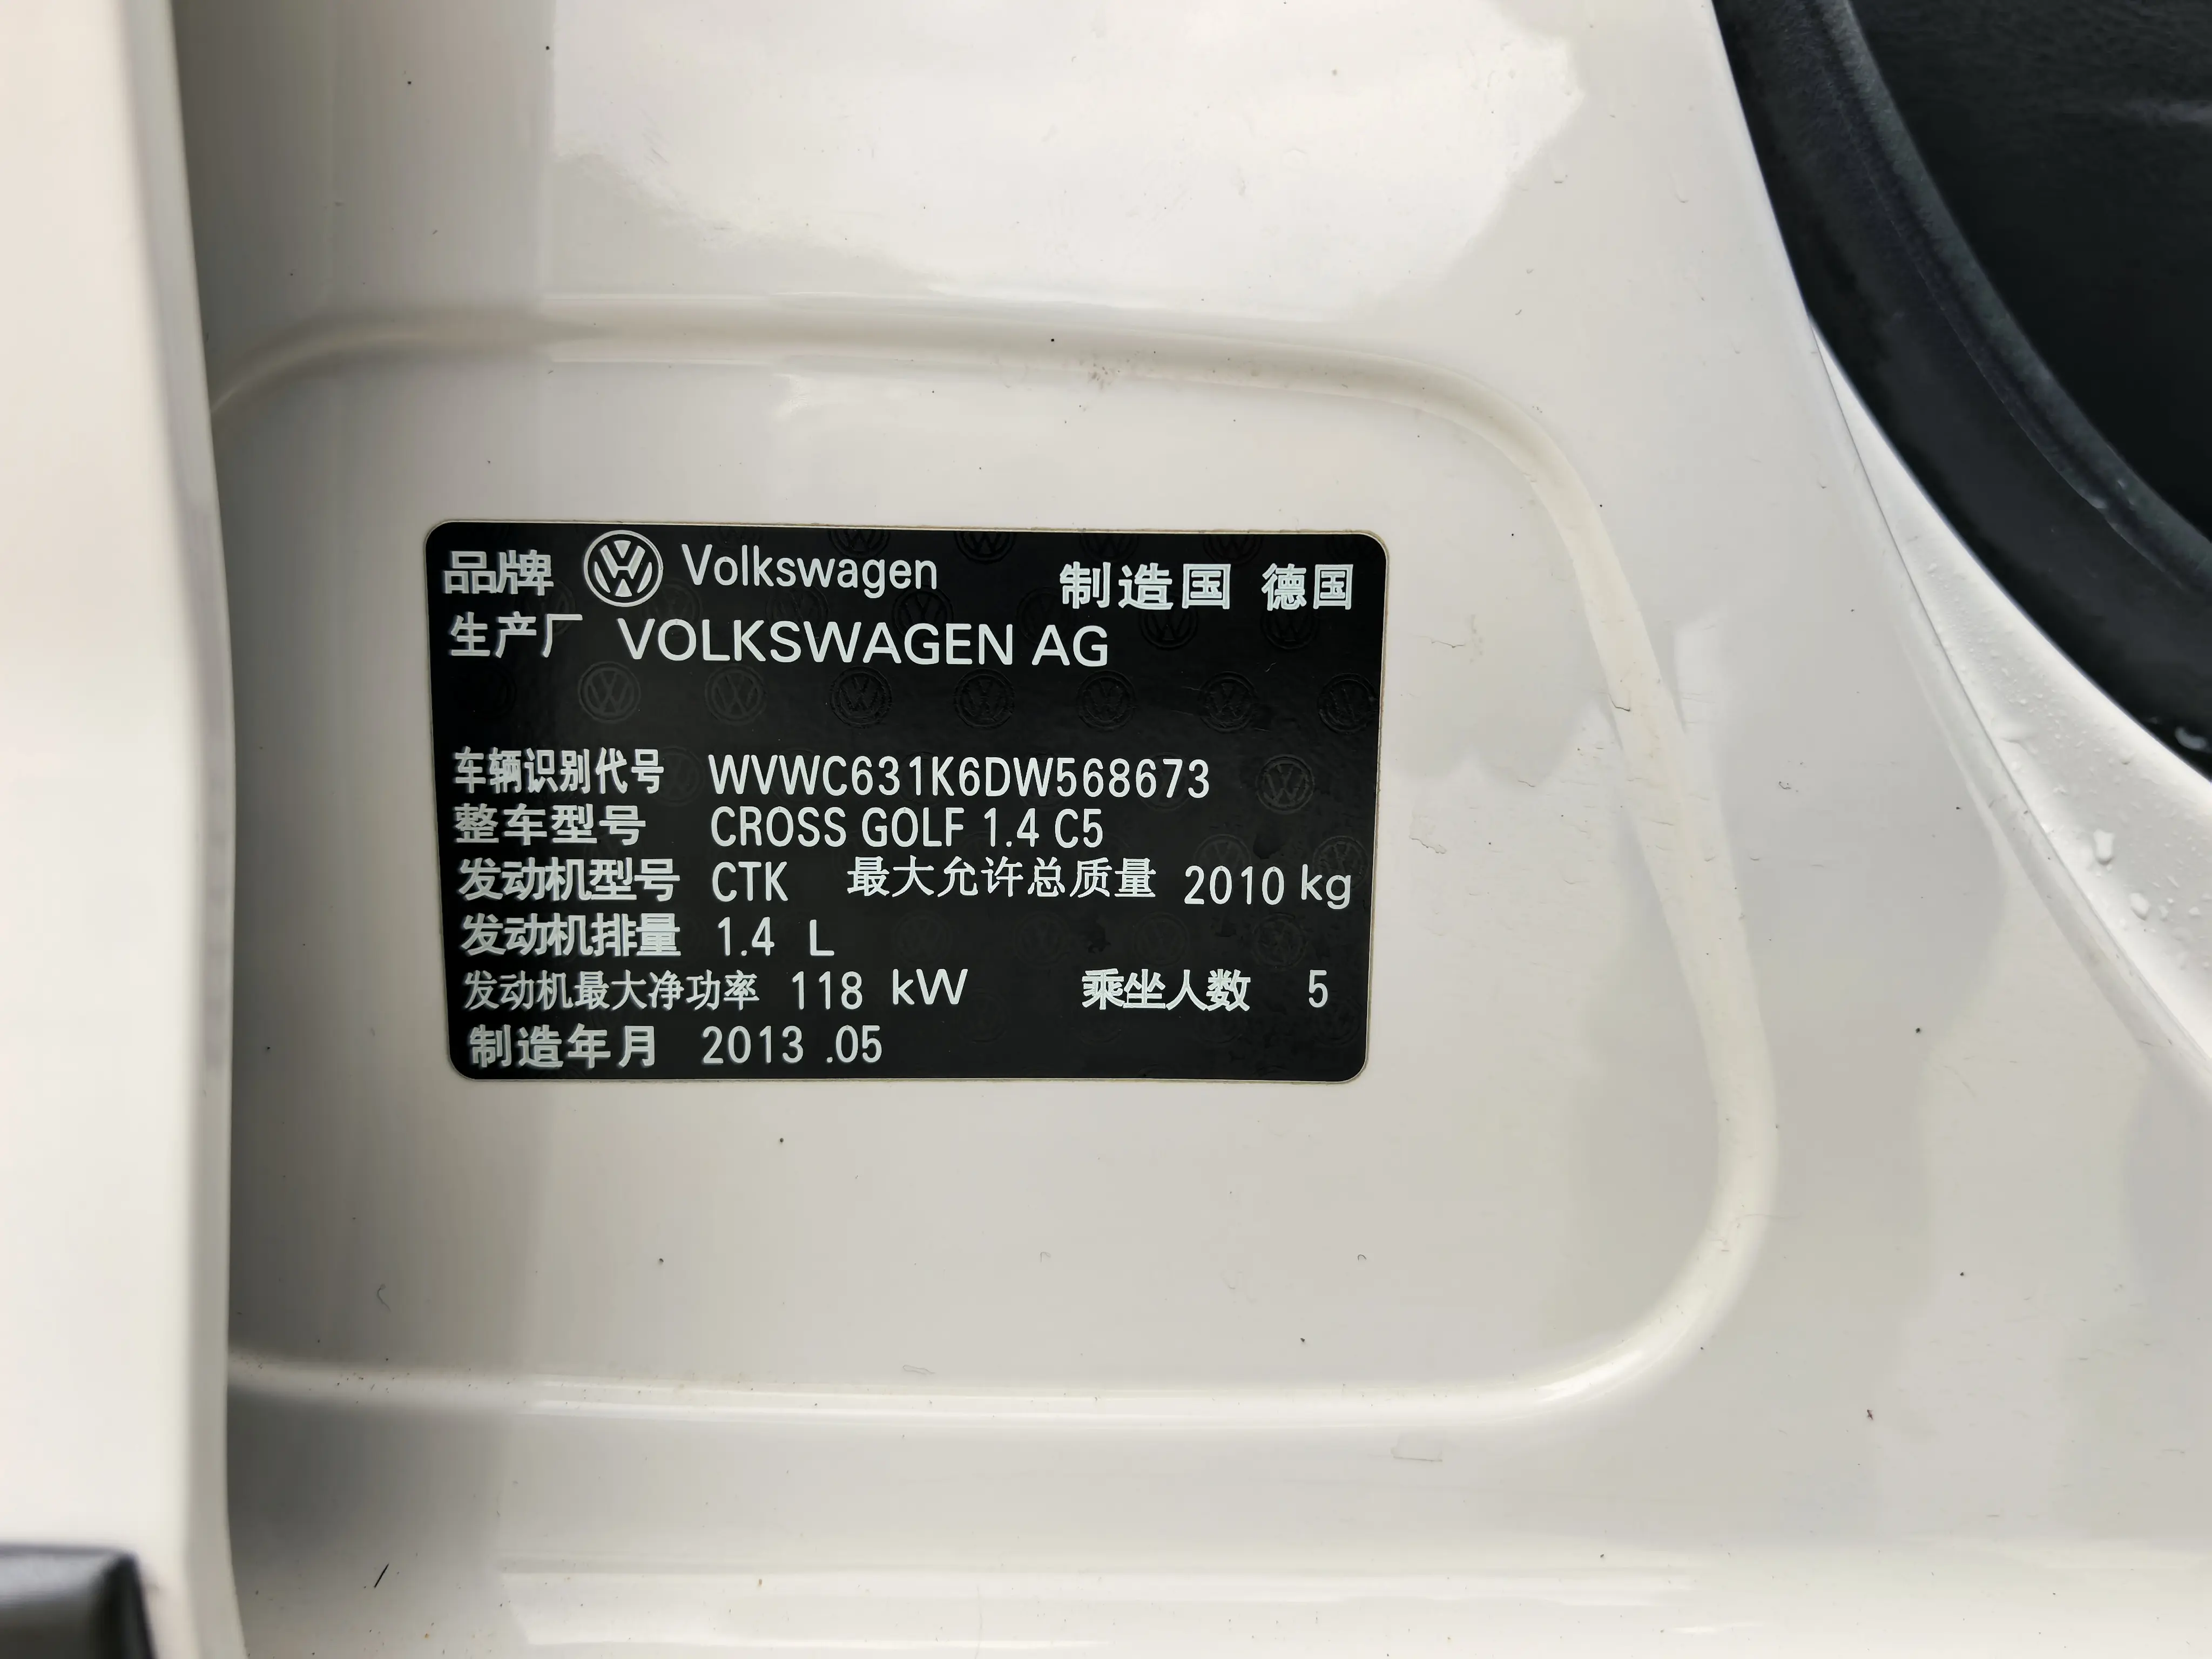 品牌 Volkswagen 制造国 德国
生产厂 VOLKSWAGEN AG
车辆识别代号 WVWC631K6DW568673
整车型号 CROSS GOLF 1.4 C5
发动机型号 CTK 最大允许总质量 2010 kg
发动机排量 1.4 L
发动机最大净功率 118 kW 乘坐人数 5
制造年月 2013 .05